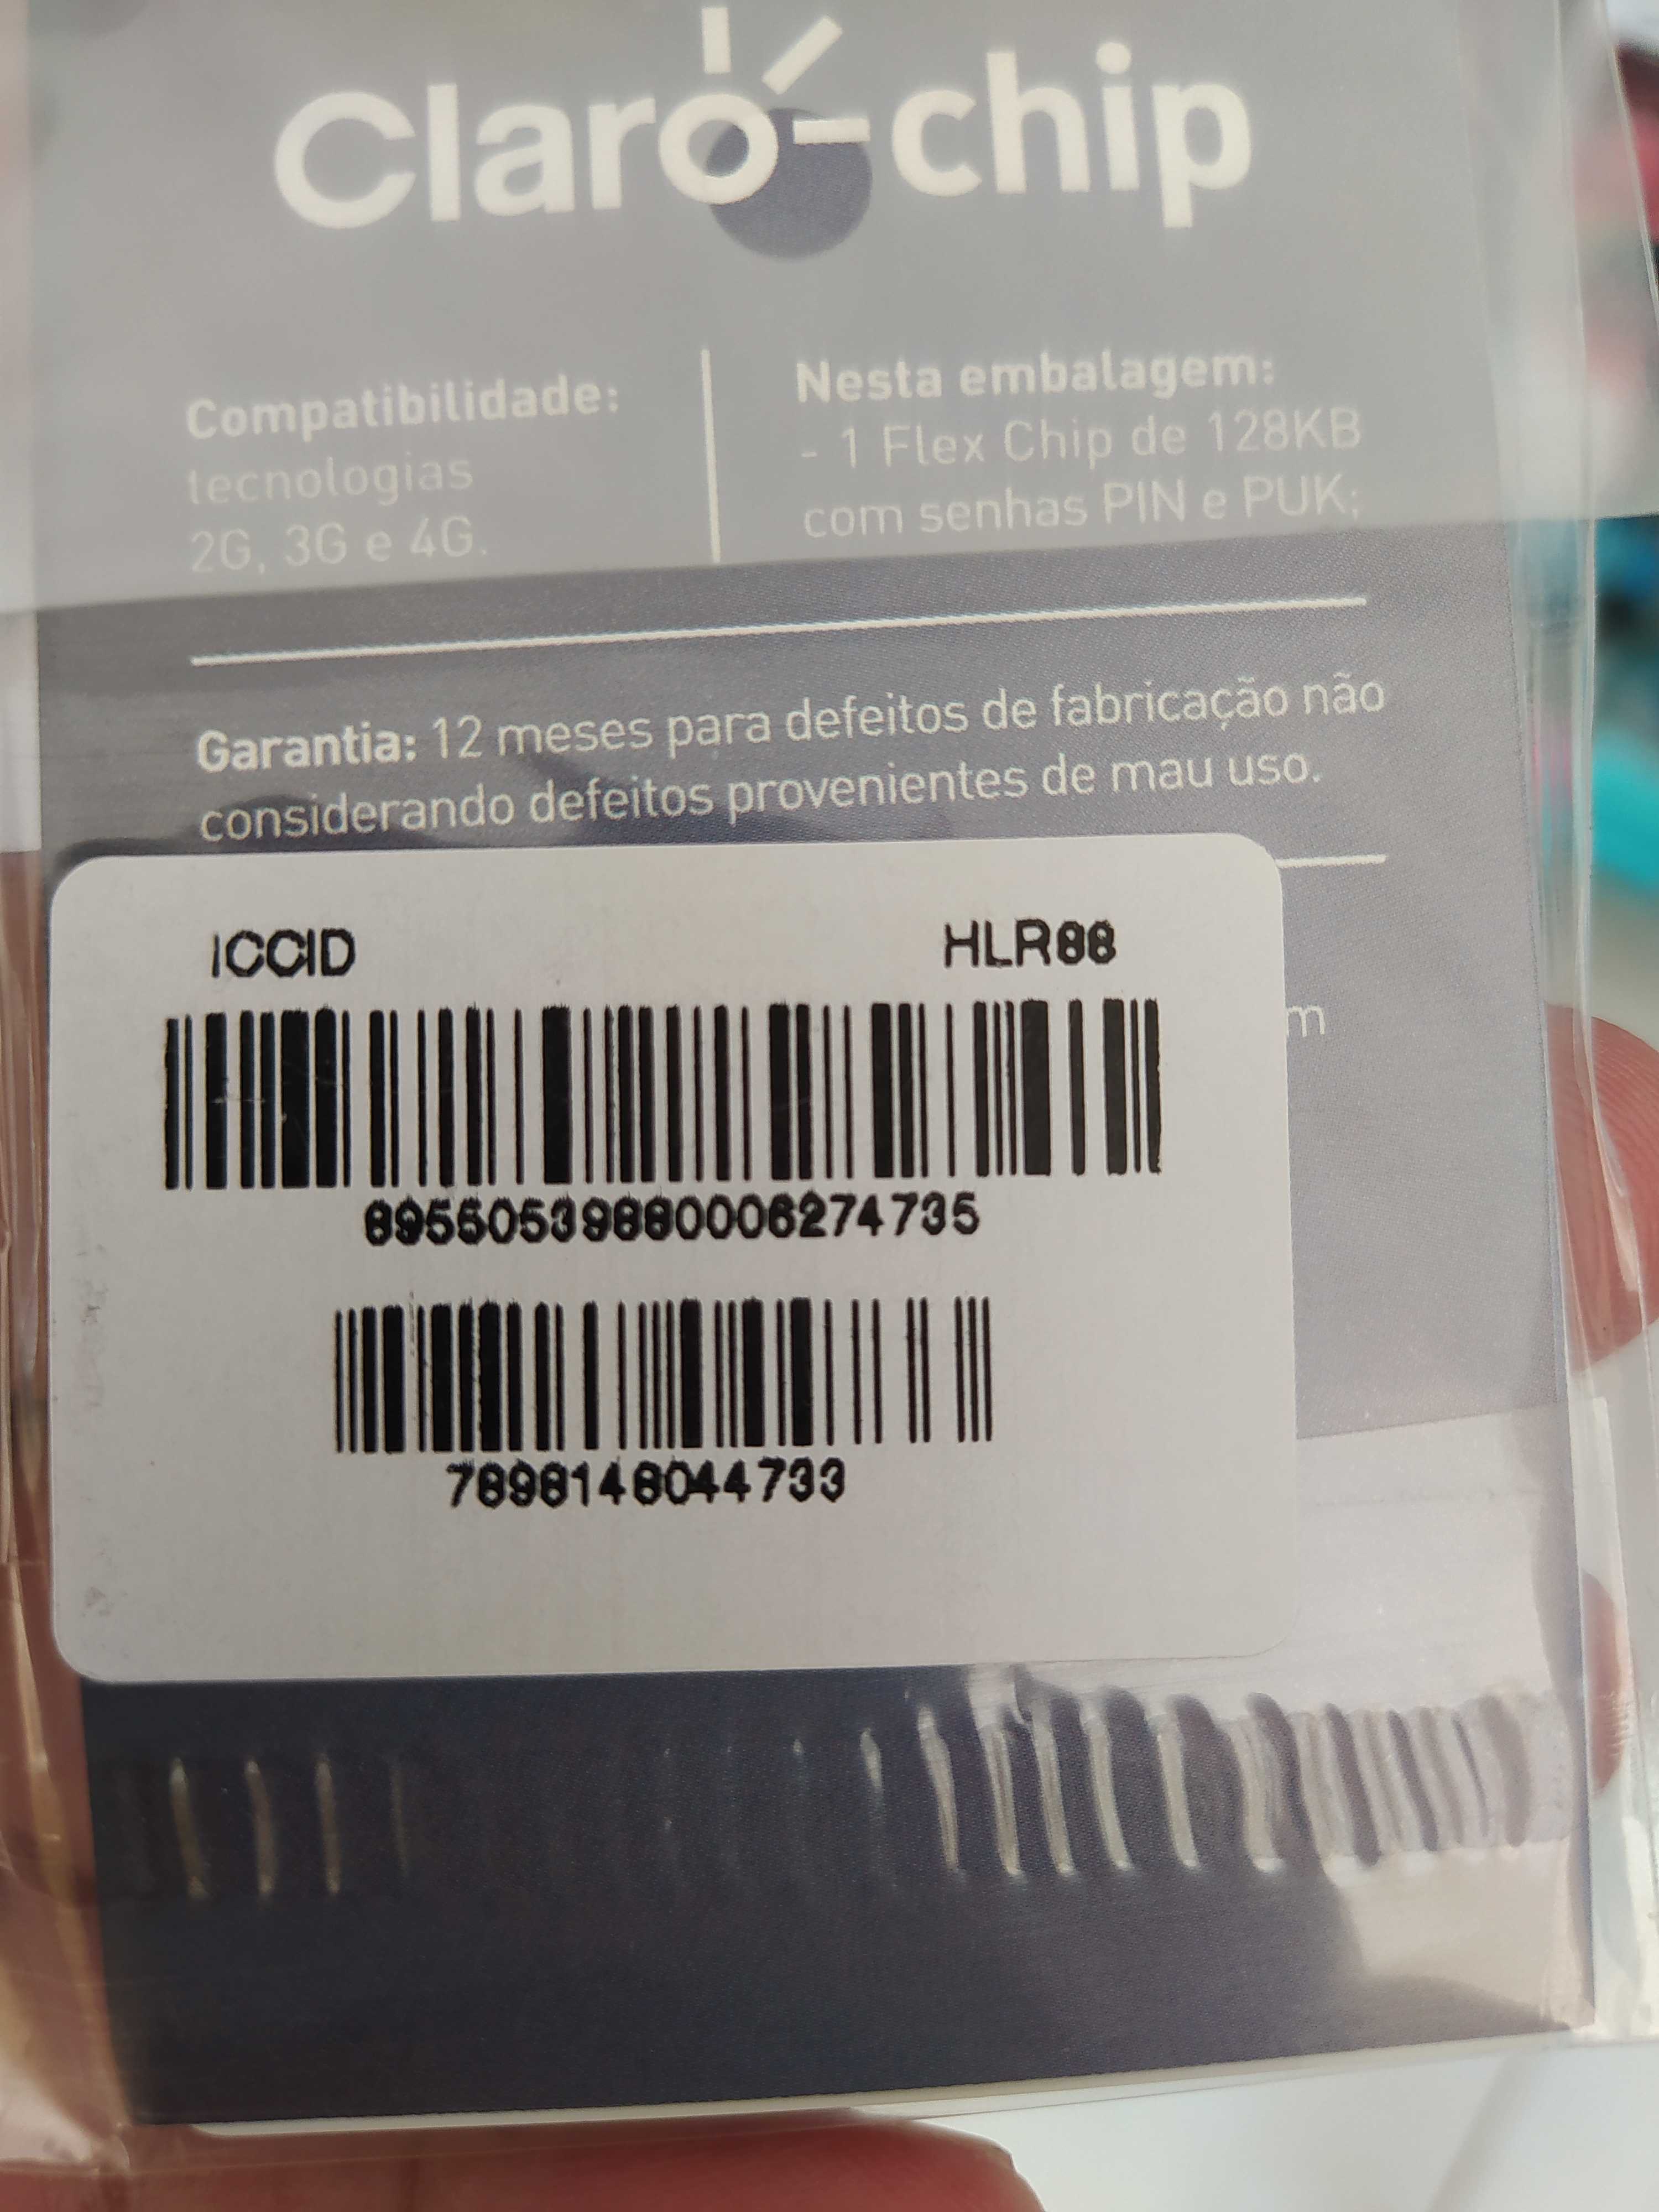 Claro-chip
Compatibilidade:
tecnologias
2G, 3G e 4G.
Nesta embalagem:
- 1 Flex Chip de 128KB
com senhas PIN e PUK;
Garantia: 12 meses para defeitos de fabricação não
considerando defeitos provenientes de mau uso.
ICCID HLR88
m
89550539880006274735
7898148044733